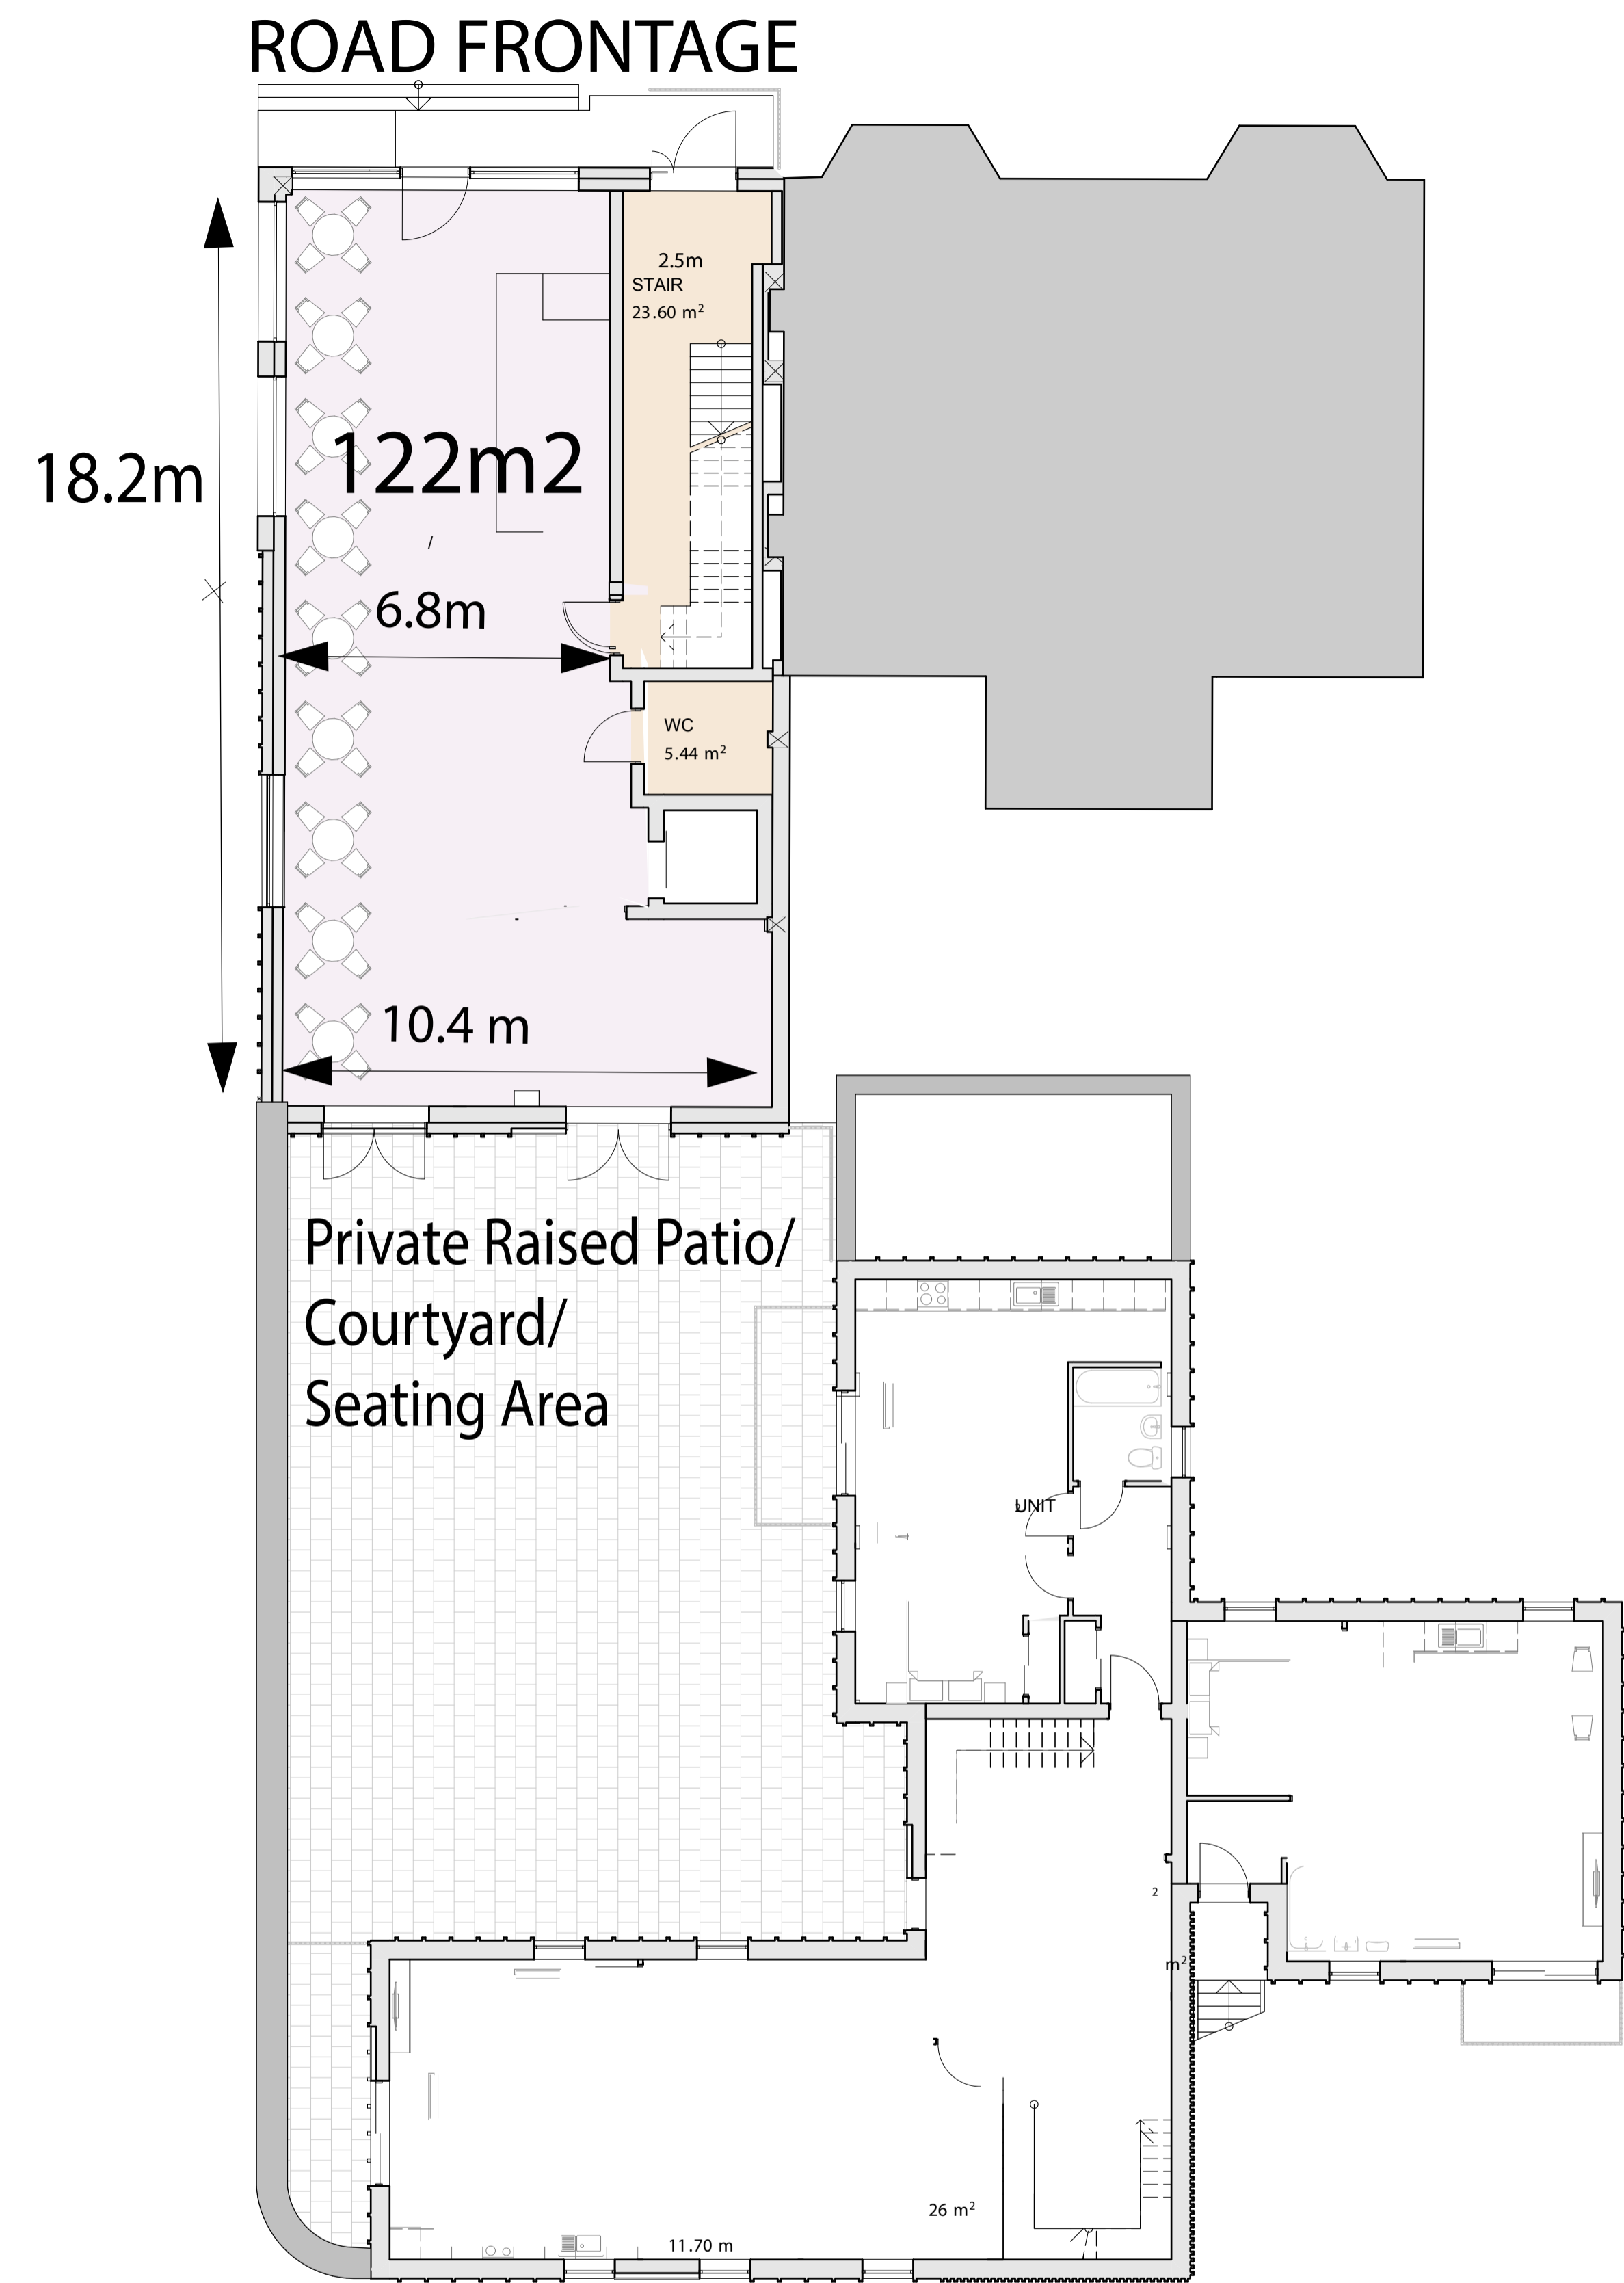 ROAD FRONTAGE
2.5m
STAIR
23.60 m²
18.2m
122m2
/
6.8m
WC
5.44 m²
10.4 m
Private Raised Patio/
Courtyard/
Seating Area
UNIT
2
m²
26 m²
11.70 m